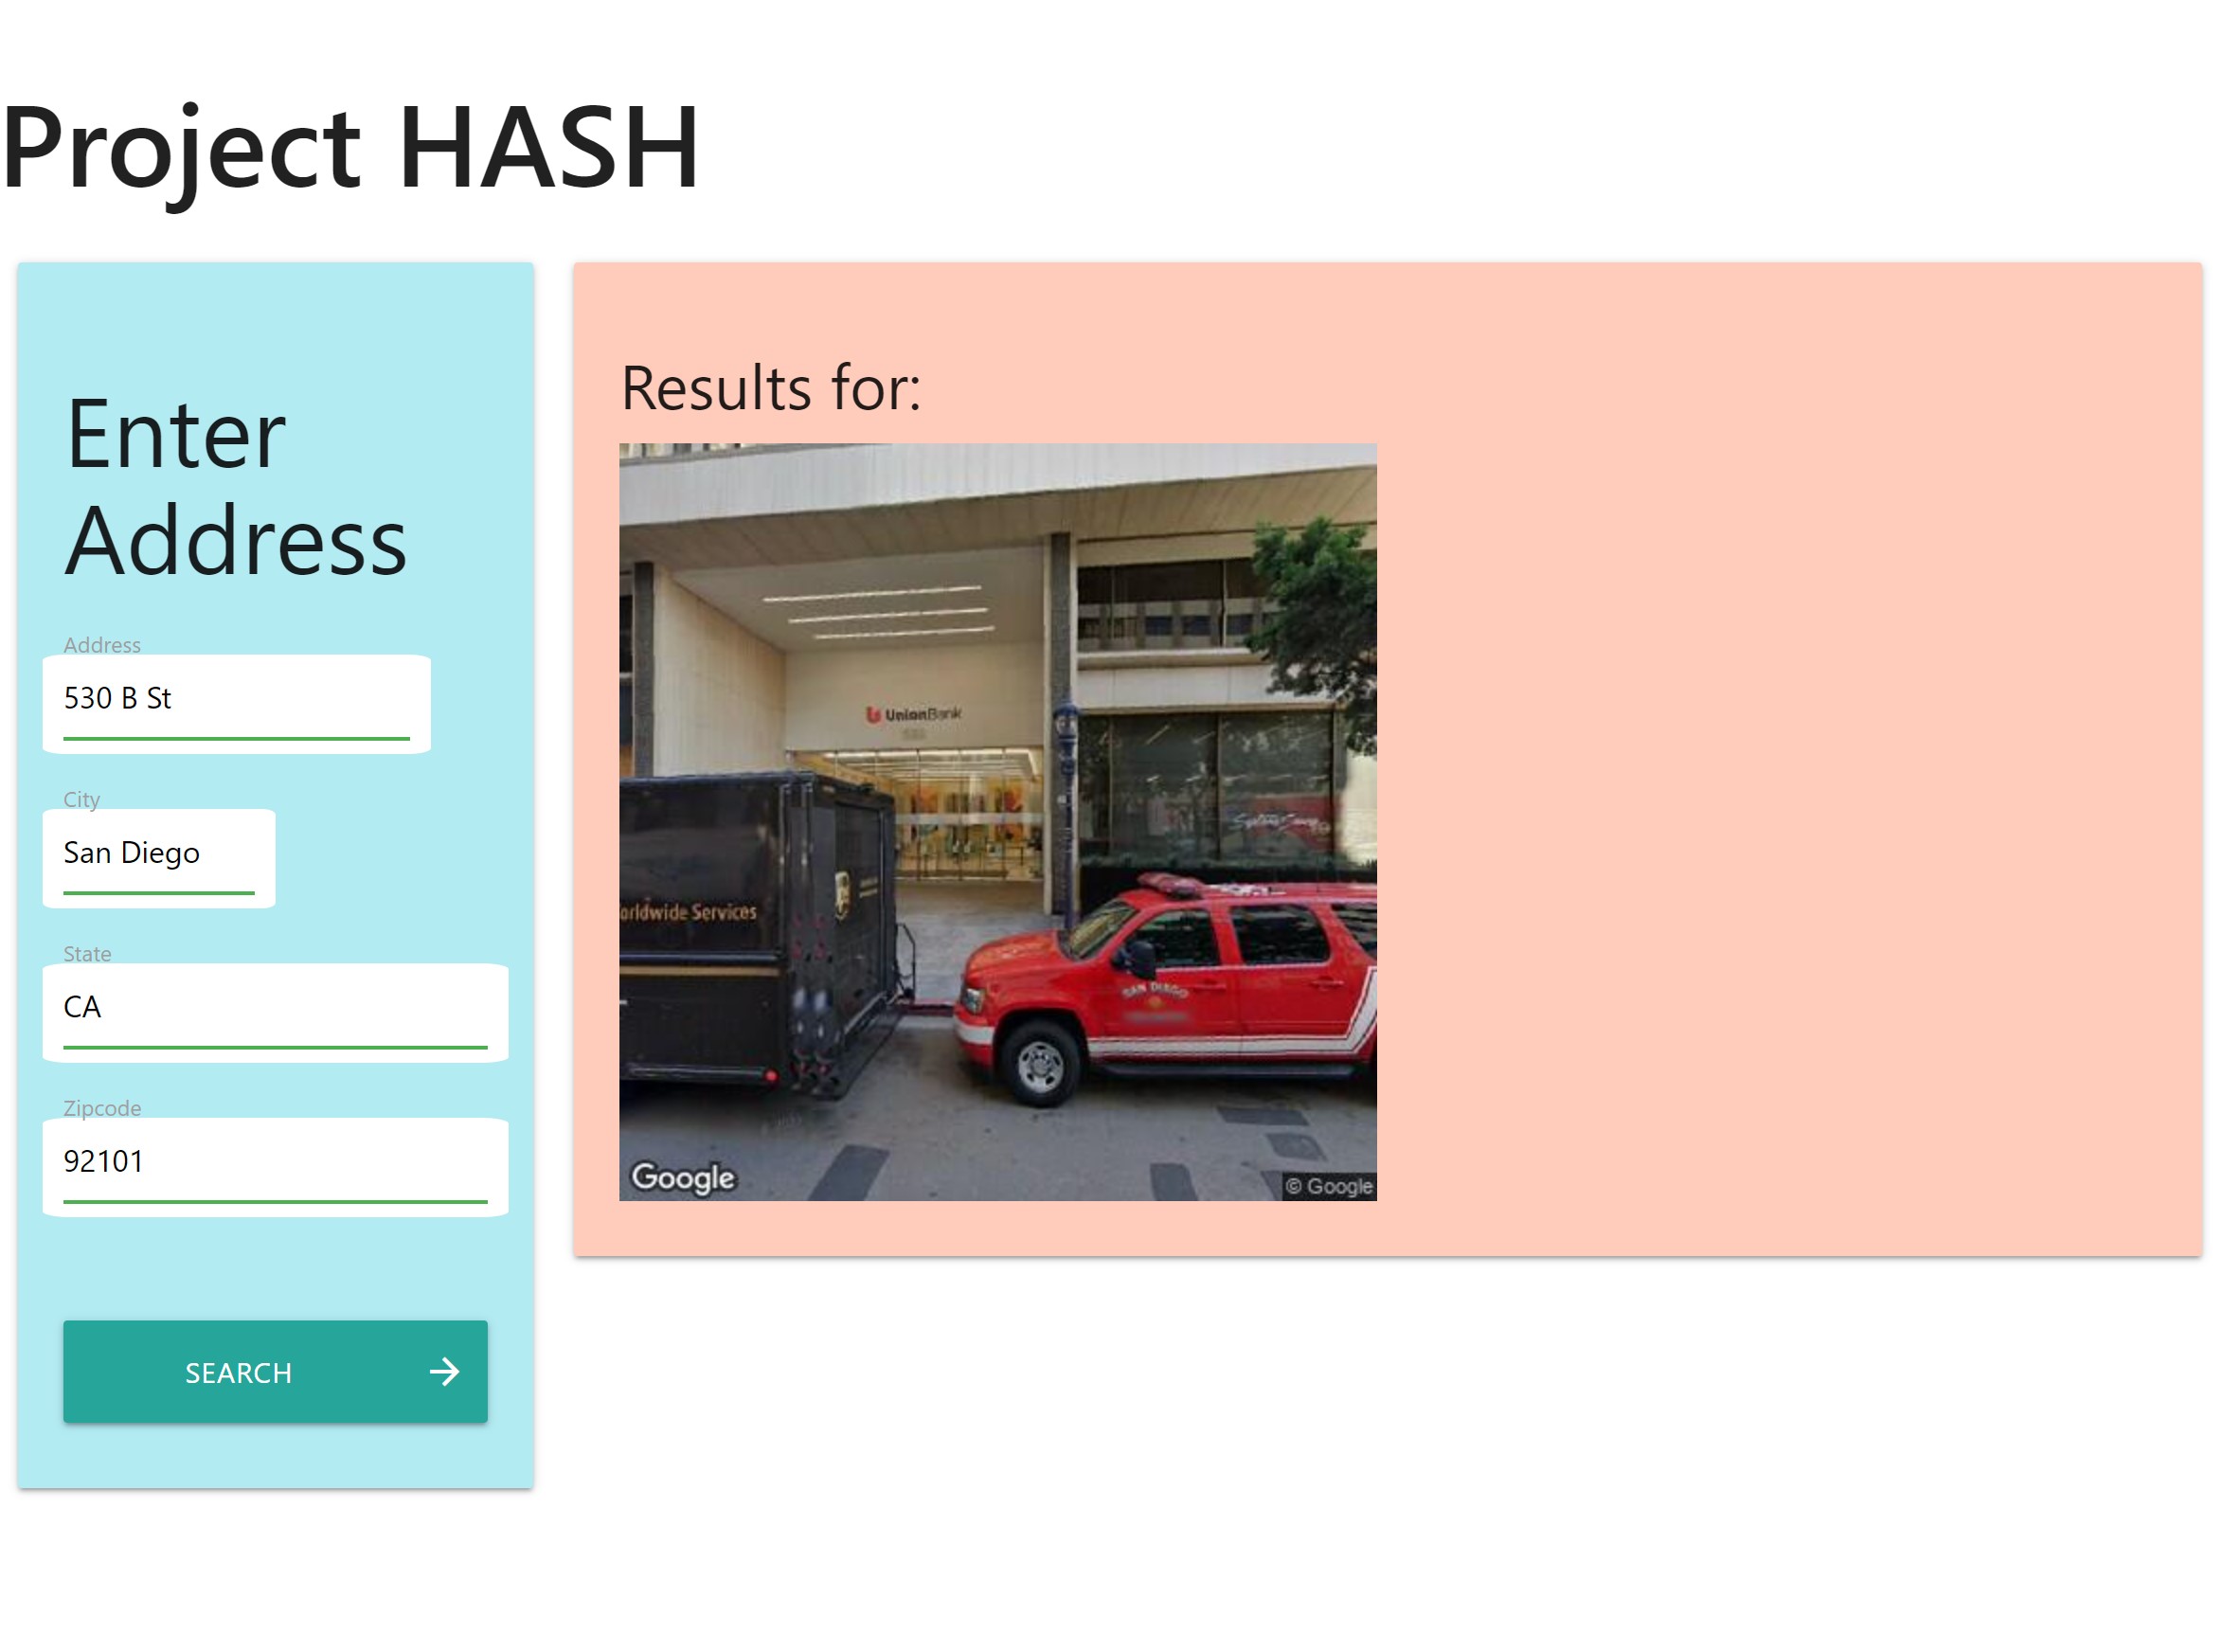 Project HASH
Enter
Address
Address
530 B St
City
San Diego
State
CA
Zipcode
92101
SEARCH
Results for:
UnionBank
530
orldwide Services
SAN DIEGO
Google
© Google